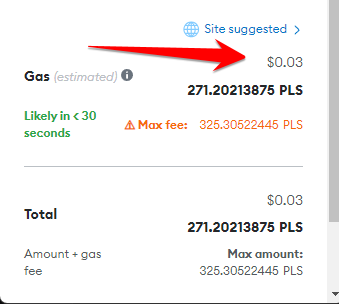 Site suggested >
$0.03
Gas (estimated)
271.20213875 PLS
Likely in < 30
seconds
Max fee: 325.30522445 PLS
$0.03
Total
271.20213875 PLS
Amount + gas
fee
Max amount:
325.30522445 PLS